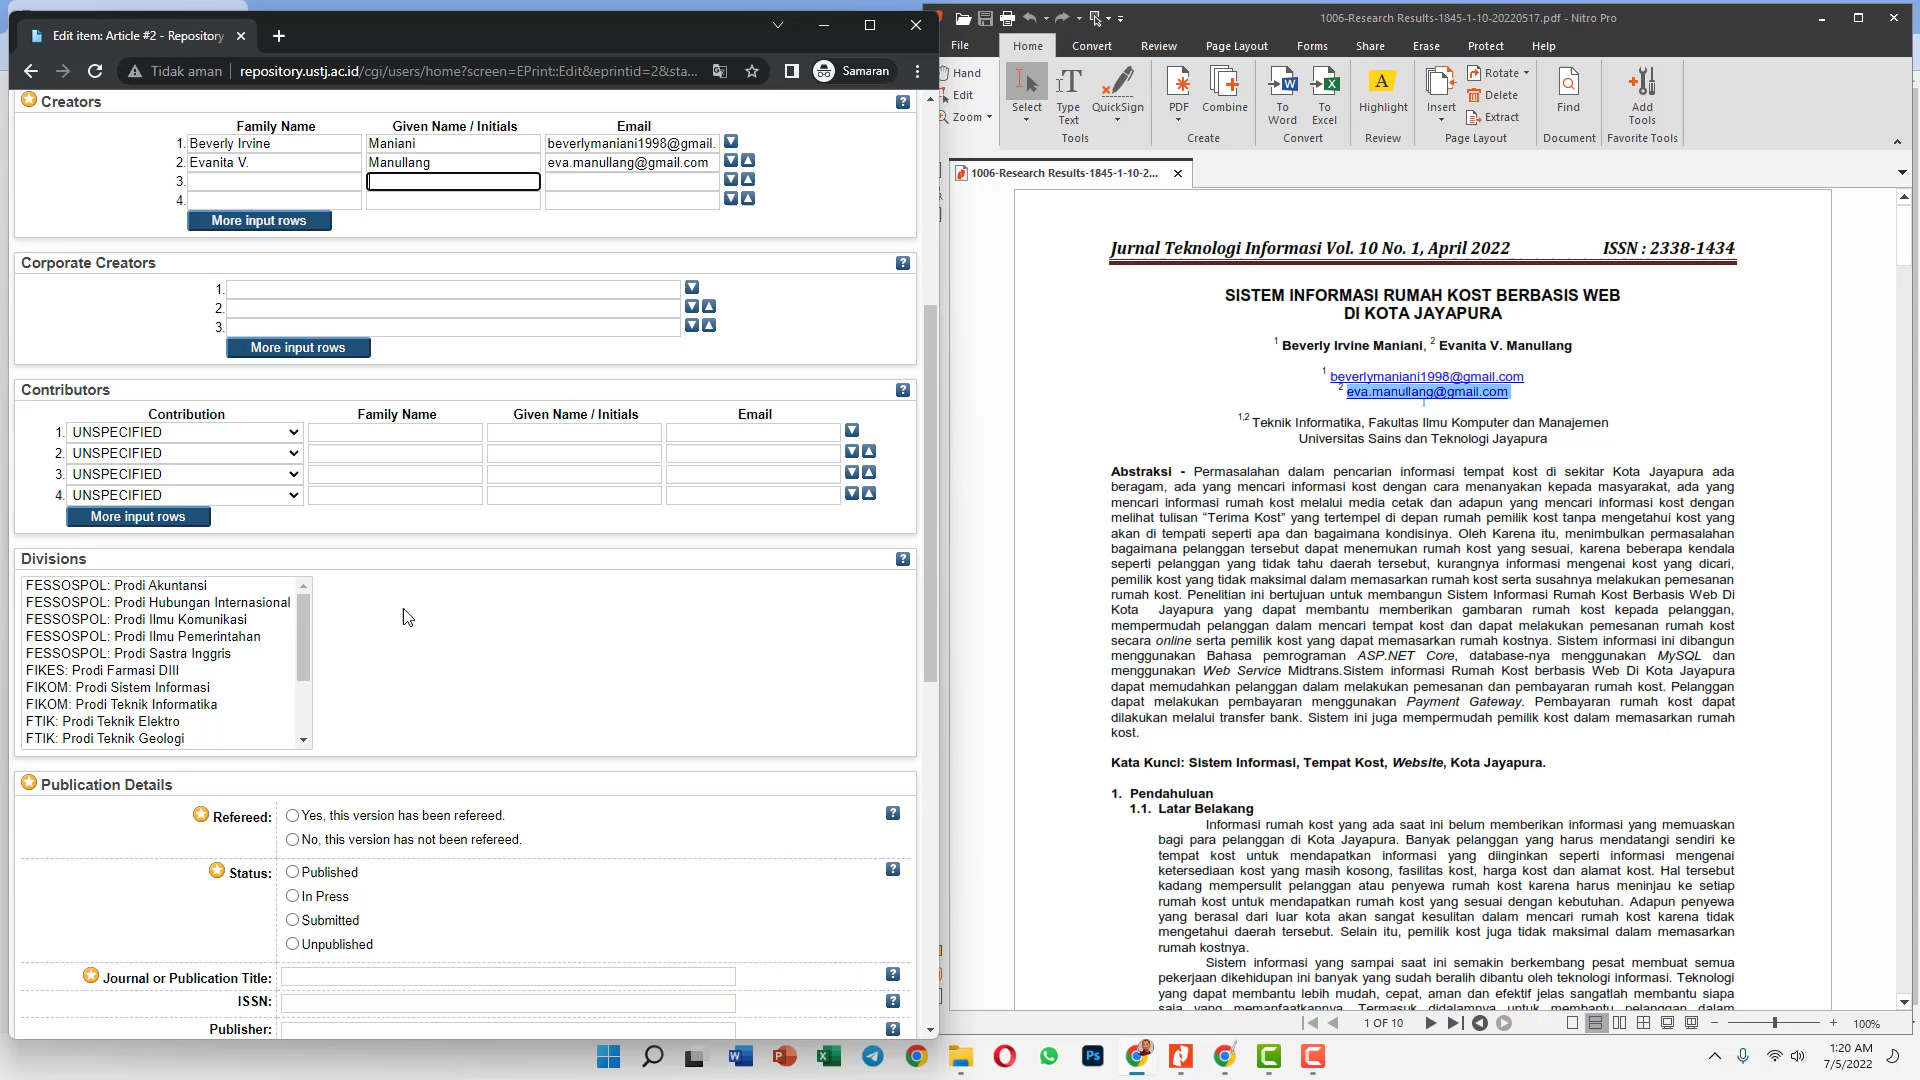 Edit item: Article #2 - Repository
Tidak aman
repository.ustj.ac.id/cgi/users/home?screen=EPrint::Edit&eprintid=2&sta...
Samaran
Creators
Family Name Given Name / Initials Email
1. Beverly Irvine Maniani beverlymaniani1998@gmail.
2. Evanita V. Manullang eva.manullang@gmail.com
3.
4.
More input rows
Corporate Creators
1.
2.
3.
More input rows
Contributors
Contribution Family Name Given Name / Initials Email
1. UNSPECIFIED
2. UNSPECIFIED
3. UNSPECIFIED
4. UNSPECIFIED
More input rows
Divisions
FESSOSPOL: Prodi Akuntansi
FESSOSPOL: Prodi Hubungan Internasional
FESSOSPOL: Prodi Ilmu Komunikasi
FESSOSPOL: Prodi Ilmu Pemerintahan
FESSOSPOL: Prodi Sastra Inggris
FIKES: Prodi Farmasi DIII
FIKOM: Prodi Sistem Informasi
FIKOM: Prodi Teknik Informatika
FTIK: Prodi Teknik Elektro
FTIK: Prodi Teknik Geologi
Publication Details
Refereed: Yes, this version has been refereed.
No, this version has not been refereed.
Status: Published
In Press
Submitted
Unpublished
Journal or Publication Title:
ISSN:
Publisher:
1006-Research Results-1845-1-10-20220517.pdf - Nitro Pro
File Home Convert Review Page Layout Forms Share Erase Protect Help
Hand
Edit
Zoom
Select
Type Text
QuickSign
Tools
PDF
Combine
Create
To Word
To Excel
Convert
Highlight
Review
Insert
Rotate
Delete
Extract
Page Layout
Find
Document
Add Tools
Favorite Tools
1006-Research Results-1845-1-10-2...
Jurnal Teknologi Informasi Vol. 10 No. 1, April 2022 ISSN : 2338-1434
SISTEM INFORMASI RUMAH KOST BERBASIS WEB
DI KOTA JAYAPURA
1 Beverly Irvine Maniani, 2 Evanita V. Manullang
1 beverlymaniani1998@gmail.com
2 eva.manullang@gmail.com
1,2 Teknik Informatika, Fakultas Ilmu Komputer dan Manajemen
Universitas Sains dan Teknologi Jayapura
Abstraksi - Permasalahan dalam pencarian informasi tempat kost di sekitar Kota Jayapura ada
beragam, ada yang mencari informasi kost dengan cara menanyakan kepada masyarakat, ada yang
mencari informasi rumah kost melalui media cetak dan adapun yang mencari informasi kost dengan
melihat tulisan “Terima Kost” yang tertempel di depan rumah pemilik kost tanpa mengetahui kost yang
akan di tempati seperti apa dan bagaimana kondisinya. Oleh Karena itu, menimbulkan permasalahan
bagaimana pelanggan tersebut dapat menemukan rumah kost yang sesuai, karena beberapa kendala
seperti pelanggan yang tidak tahu daerah tersebut, kurangnya informasi mengenai kost yang dicari,
pemilik kost yang tidak maksimal dalam memasarkan rumah kost serta susahnya melakukan pemesanan
rumah kost. Penelitian ini bertujuan untuk membangun Sistem Informasi Rumah Kost Berbasis Web Di
Kota Jayapura yang dapat membantu memberikan gambaran rumah kost kepada pelanggan,
mempermudah pelanggan dalam mencari tempat kost dan dapat melakukan pemesanan rumah kost
secara online serta pemilik kost yang dapat memasarkan rumah kostnya. Sistem informasi ini dibangun
menggunakan Bahasa pemrograman ASP.NET Core, database-nya menggunakan MySQL dan
menggunakan Web Service Midtrans.Sistem informasi Rumah Kost berbasis Web Di Kota Jayapura
dapat memudahkan pelanggan dalam melakukan pemesanan dan pembayaran rumah kost. Pelanggan
dapat melakukan pembayaran menggunakan Payment Gateway. Pembayaran rumah kost dapat
dilakukan melalui transfer bank. Sistem ini juga mempermudah pemilik kost dalam memasarkan rumah
kost.
Kata Kunci: Sistem Informasi, Tempat Kost, Website, Kota Jayapura.
1. Pendahuluan
1.1. Latar Belakang
Informasi rumah kost yang ada saat ini belum memberikan informasi yang memuaskan
bagi para pelanggan di Kota Jayapura. Banyak pelanggan yang harus mendatangi sendiri ke
tempat kost untuk mendapatkan informasi yang diinginkan seperti informasi mengenai
ketersediaan kost yang masih kosong, fasilitas kost, harga kost dan alamat kost. Hal tersebut
kadang mempersulit pelanggan atau penyewa rumah kost karena harus meninjau ke setiap
rumah kost untuk mendapatkan rumah kost yang sesuai dengan kebutuhan. Adapun penyewa
yang berasal dari luar kota akan sangat kesulitan dalam mencari rumah kost karena tidak
mengetahui daerah tersebut. Selain itu, pemilik kost juga tidak maksimal dalam memasarkan
rumah kostnya.
Sistem informasi yang sampai saat ini semakin berkembang pesat membuat semua
pekerjaan dikehidupan ini banyak yang sudah beralih dibantu oleh teknologi informasi. Teknologi
yang dapat membantu lebih mudah, cepat, aman dan efektif jelas sangatlah membantu siapa
saja yang memanfaatkannya. Termasuk didalamnya untuk membantu pelanggan dalam
1 OF 10
100%
1:20 AM
7/5/2022